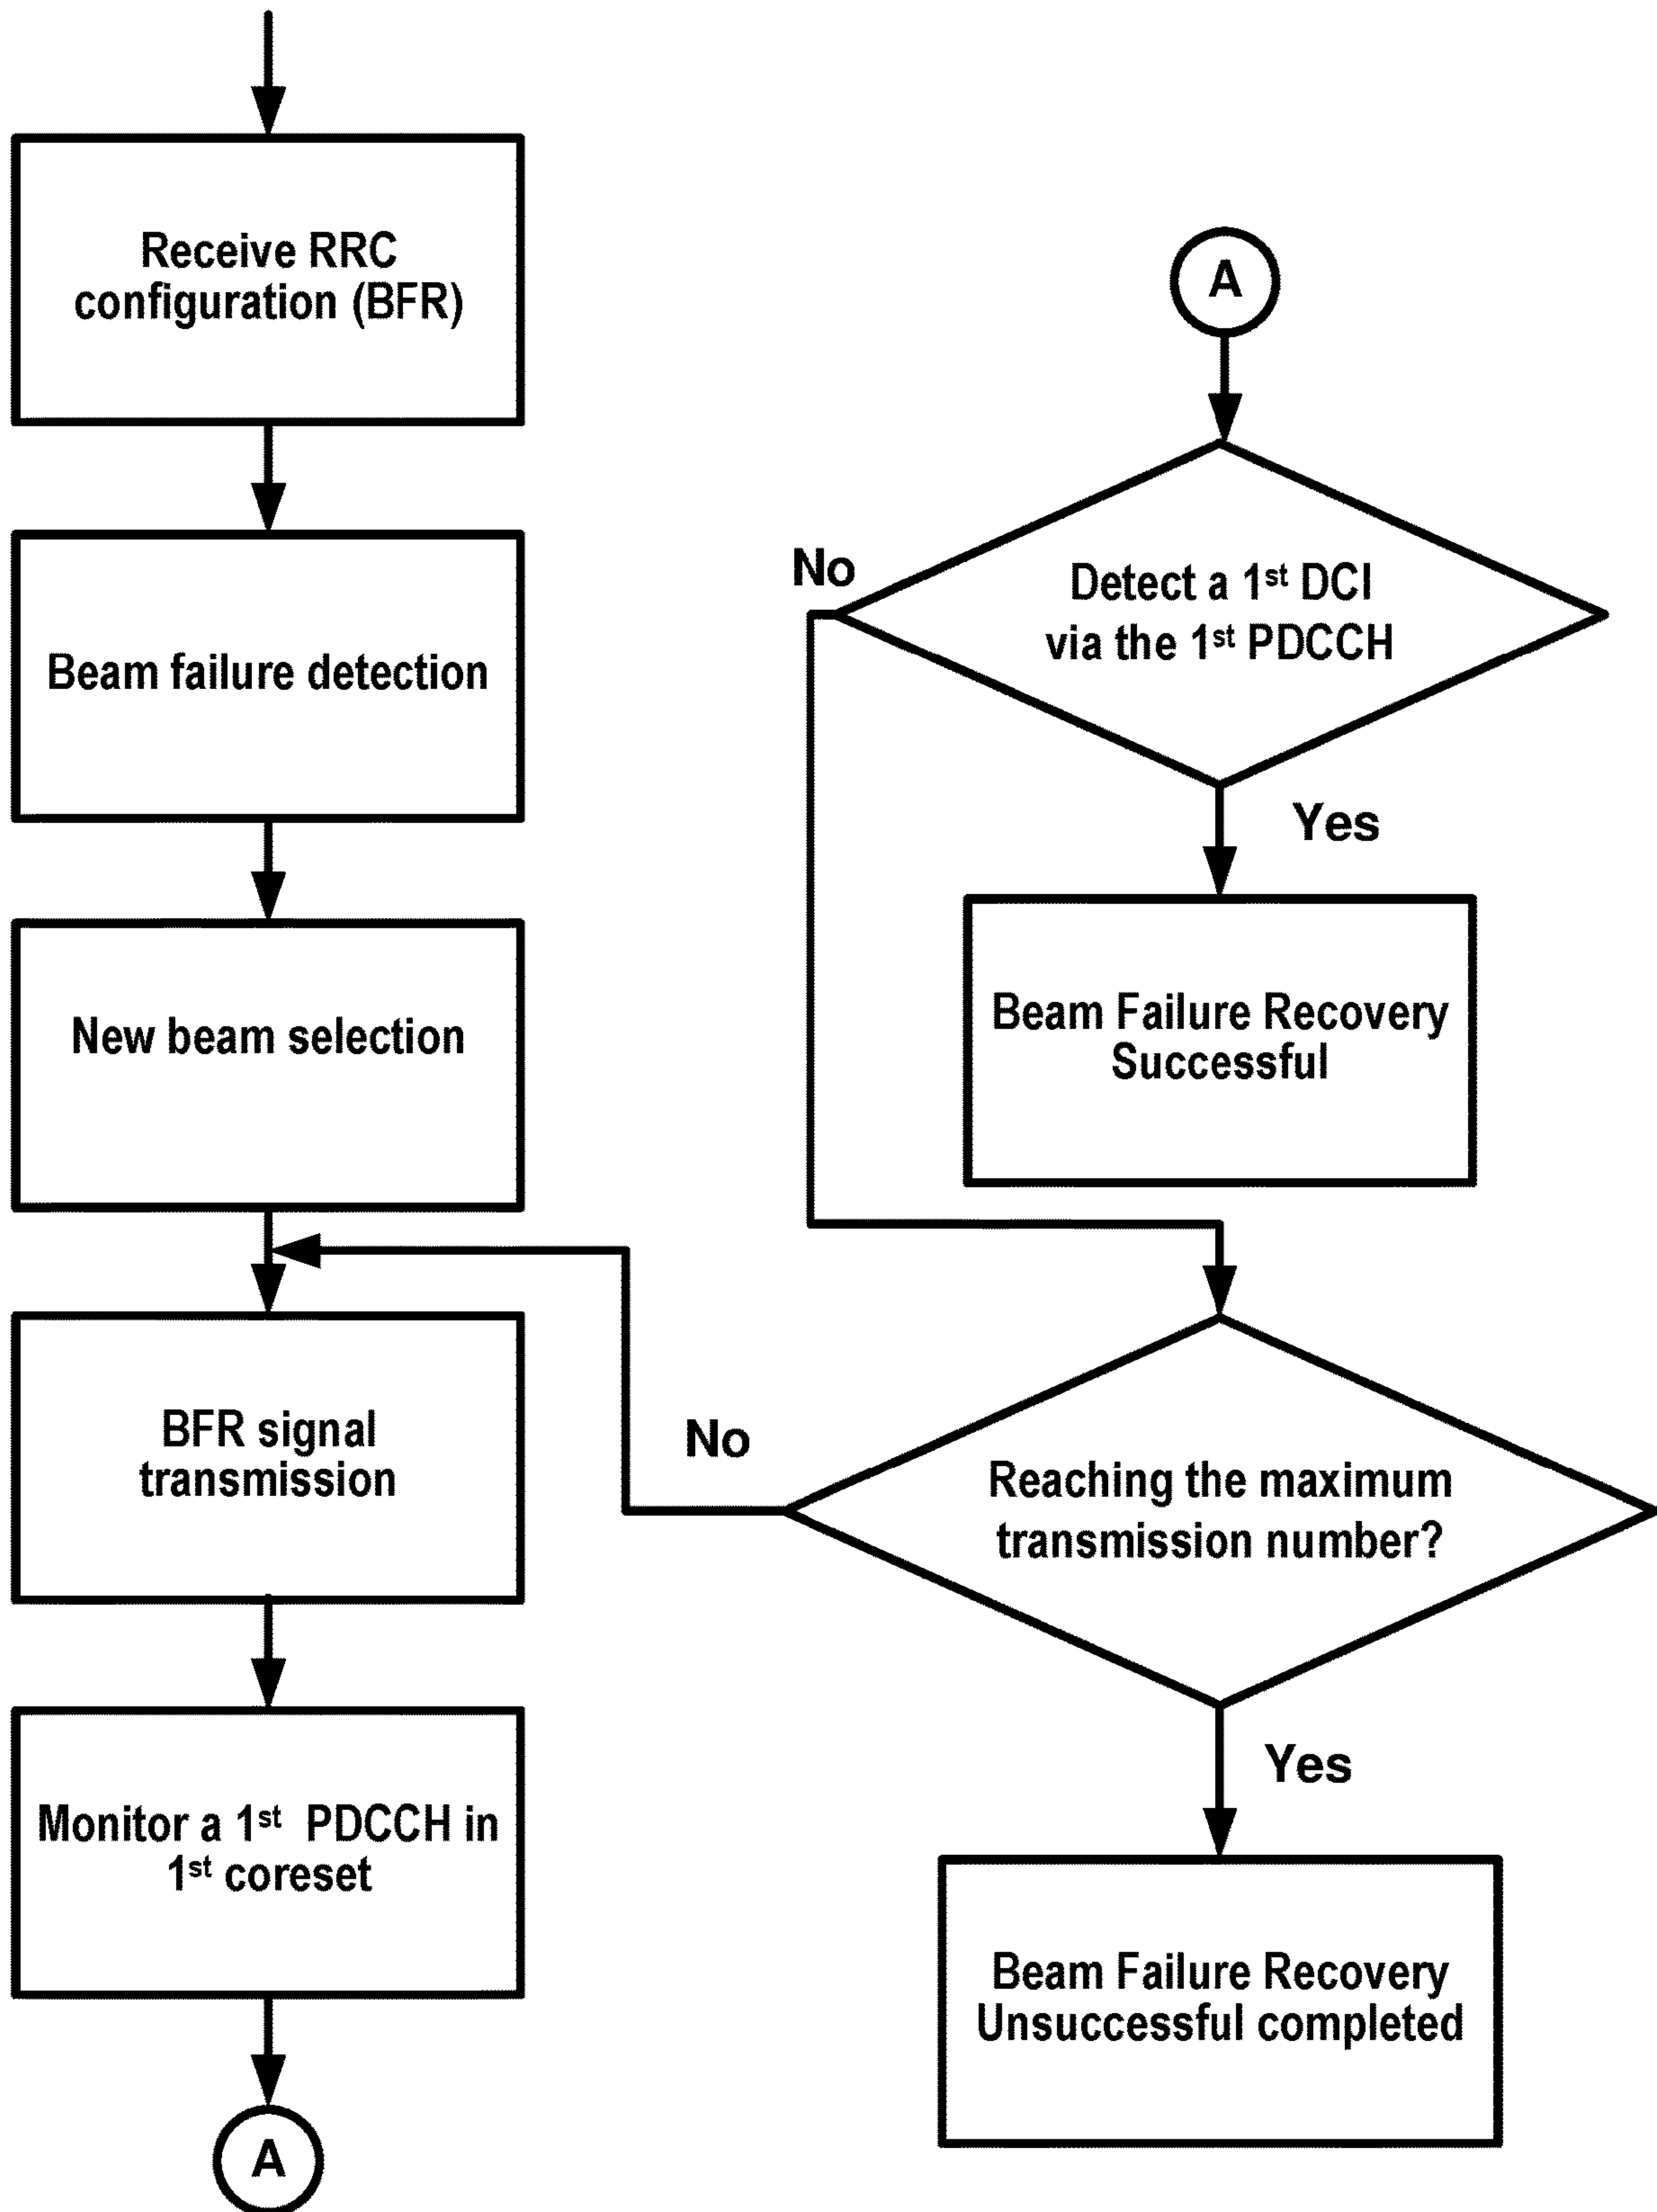 Receive RRC
configuration (BFR)
Beam failure detection
New beam selection
BFR signal
transmission
Monitor a 1st PDCCH in
1st coreset
A
A
Detect a 1st DCI
via the 1st PDCCH
No
Yes
Beam Failure Recovery
Successful
Reaching the maximum
transmission number?
No
Yes
Beam Failure Recovery
Unsuccessful completed